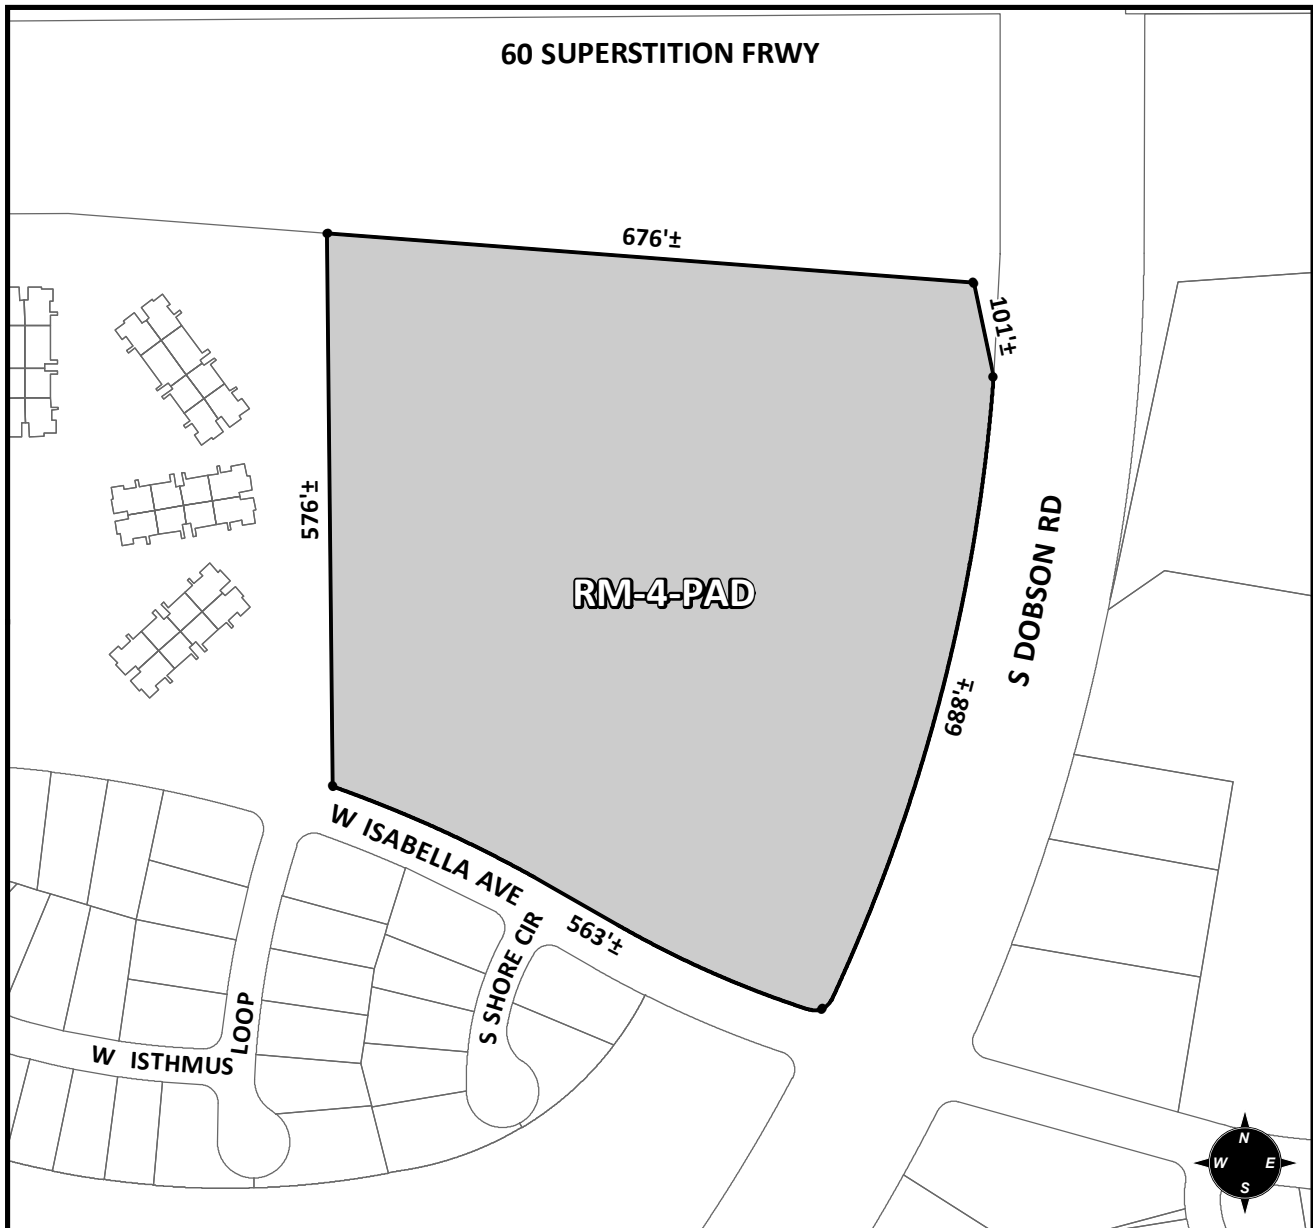 60 SUPERSTITION FRWY
676'±
101'±
576'±
RM-4-PAD
S DOBSON RD
688'±
W ISABELLA AVE
563'±
S SHORE CIR
LOOP
W ISTHMUS
N
W E
S